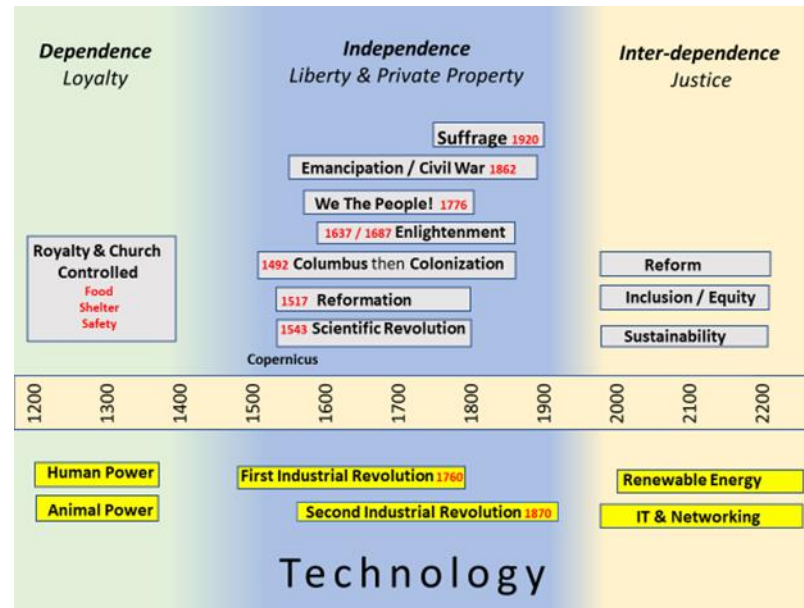 Dependence
Loyalty
Independence
Liberty & Private Property
Inter-dependence
Justice
Suffrage 1920
Emancipation / Civil War 1862
We The People! 1776
1637 / 1687 Enlightenment
Royalty & Church
Controlled
Food
Shelter
Safety
1492 Columbus then Colonization
1517 Reformation
1543 Scientific Revolution
Copernicus
Reform
Inclusion / Equity
Sustainability
1200 1300 1400 1500 1600 1700 1800 1900 2000 2100 2200
Human Power
Animal Power
First Industrial Revolution 1760
Second Industrial Revolution 1870
Renewable Energy
IT & Networking
Technology